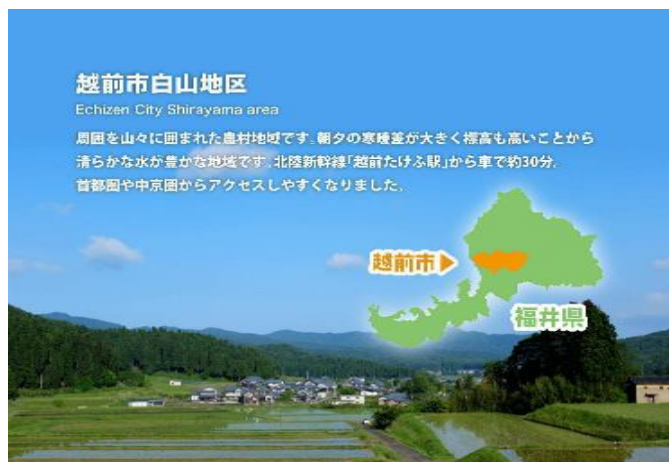 越前市白山地区
Echizen City Shirayama area
周囲を山々に囲まれた農村地域です。朝夕の寒暖差が大きく標高も高いことから
清らかな水が豊かな地域です。北陸新幹線「越前たけふ駅」から車で約30分。
首都圏や中京圏からアクセスしやすくなりました。
越前市▶
福井県